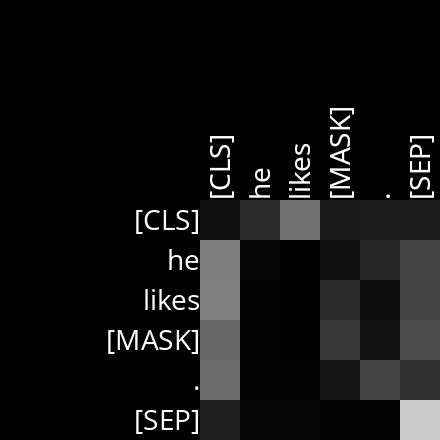 [CLS] he likes [MASK] . [SEP]
[CLS]
he
likes
[MASK]
.
[SEP]